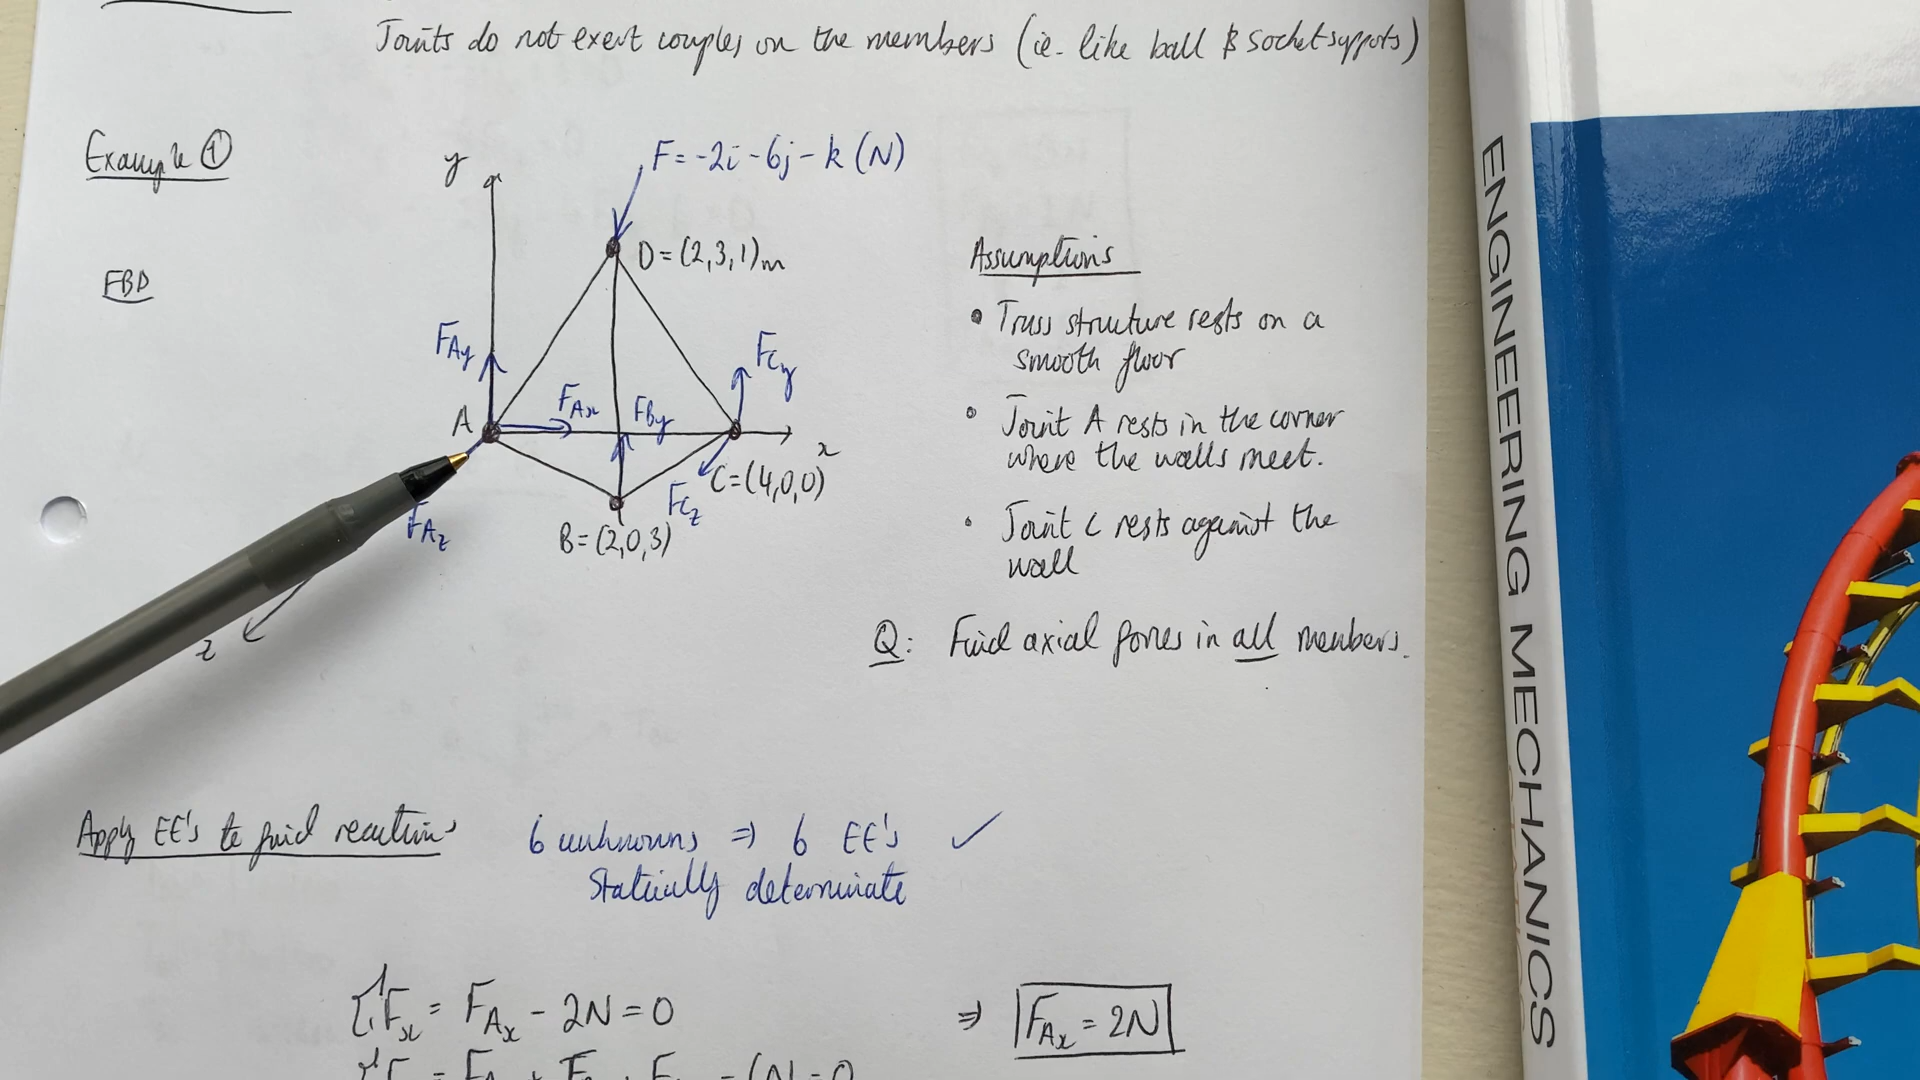 Joints do not exert couples on the members (ie. like ball & socket suppots)
Example ①
y
F = -2i - 6j - k (N)
FBD
D = (2,3,1)m
Assumptions
• Truss structure rests on a
smooth floor
FAy
FCy
FAx
FBy
A
• Joint A rests in the corner
where the walls meet.
x
C = (4,0,0)
FCz
FAz
B = (2,0,3)
• Joint C rests against the
wall
z
Q: Find axial forces in all members.
Apply EE's to find reactions
6 unknowns ⇒ 6 EE's ✓
Statically determinate
ΣFx = FAx - 2N = 0 ⇒ FAx = 2N
ENGINEERING MECHANICS